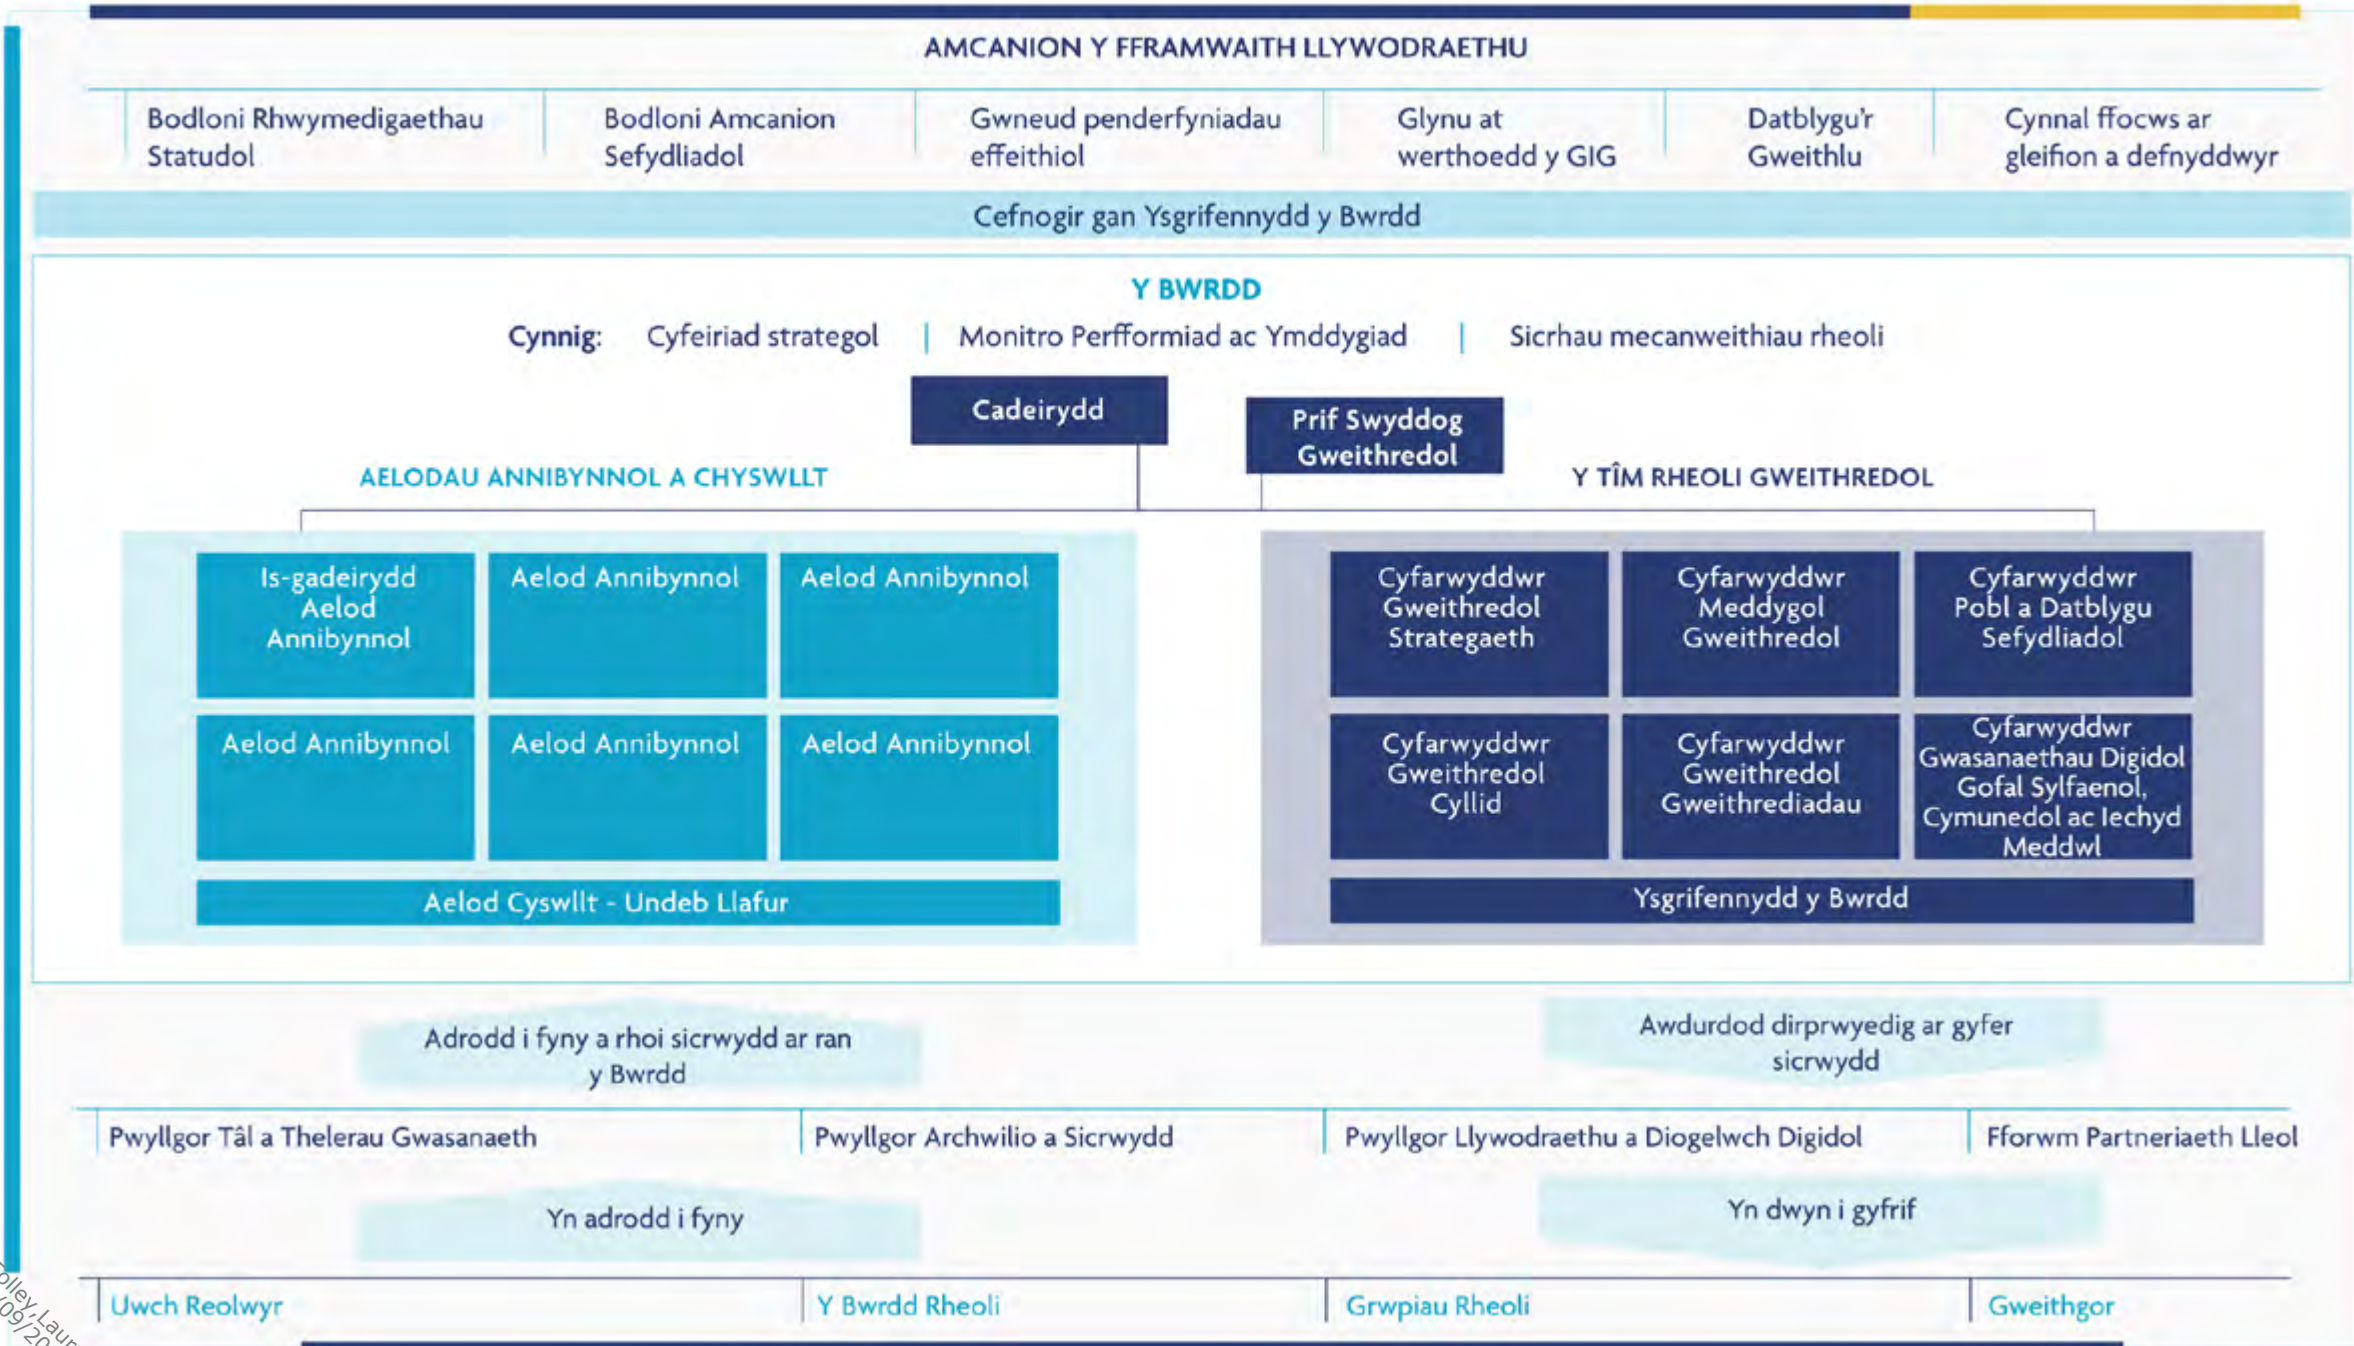 AMCANION Y FFRAMWAITH LLYWODRAETHU
Bodloni Rhwymedigaethau
Statudol
Bodloni Amcanion
Sefydliadol
Gwneud penderfyniadau
effeithiol
Glynu at
werthoedd y GIG
Datblygu'r
Gweithlu
Cynnal ffocws ar
gleifion a defnyddwyr
Cefnogir gan Ysgrifennydd y Bwrdd
Y BWRDD
Cynnig: Cyfeiriad strategol | Monitro Perfformiad ac Ymddygiad | Sicrhau mecanweithiau rheoli
Cadeirydd
Prif Swyddog
Gweithredol
AELODAU ANNIBYNNOL A CHYSWLLT
Y TÎM RHEOLI GWEITHREDOL
Is-gadeirydd
Aelod
Annibynnol
Aelod Annibynnol
Aelod Annibynnol
Aelod Annibynnol
Aelod Annibynnol
Aelod Annibynnol
Aelod Cyswllt - Undeb Llafur
Cyfarwyddwr
Gweithredol
Strategaeth
Cyfarwyddwr
Meddygol
Gweithredol
Cyfarwyddwr
Pobl a Datblygu
Sefydliadol
Cyfarwyddwr
Gweithredol
Cyllid
Cyfarwyddwr
Gweithredol
Gweithrediadau
Cyfarwyddwr
Gwasanaethau Digidol
Gofal Sylfaenol,
Cymunedol ac Iechyd
Meddwl
Ysgrifennydd y Bwrdd
Adrodd i fyny a rhoi sicrwydd ar ran
y Bwrdd
Awdurdod dirprwyedig ar gyfer
sicrwydd
Pwyllgor Tâl a Thelerau Gwasanaeth
Pwyllgor Archwilio a Sicrwydd
Pwyllgor Llywodraethu a Diogelwch Digidol
Fforwm Partneriaeth Lleol
Yn adrodd i fyny
Yn dwyn i gyfrif
Uwch Reolwyr
Y Bwrdd Rheoli
Grwpiau Rheoli
Gweithgor